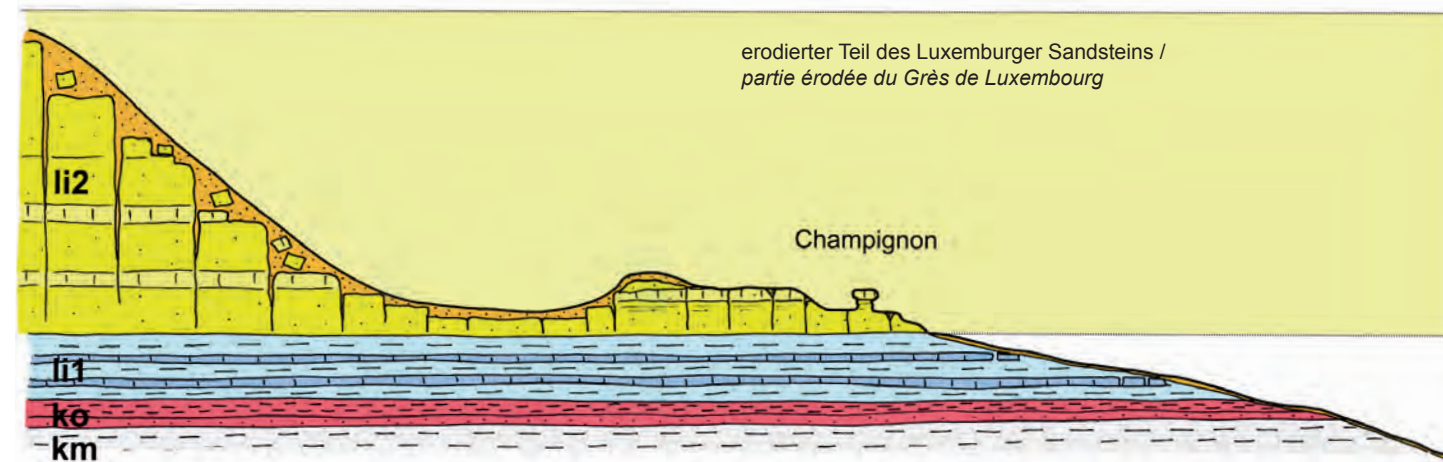 erodierter Teil des Luxemburger Sandsteins /
partie érodée du Grès de Luxembourg
li2
Champignon
li1
ko
km